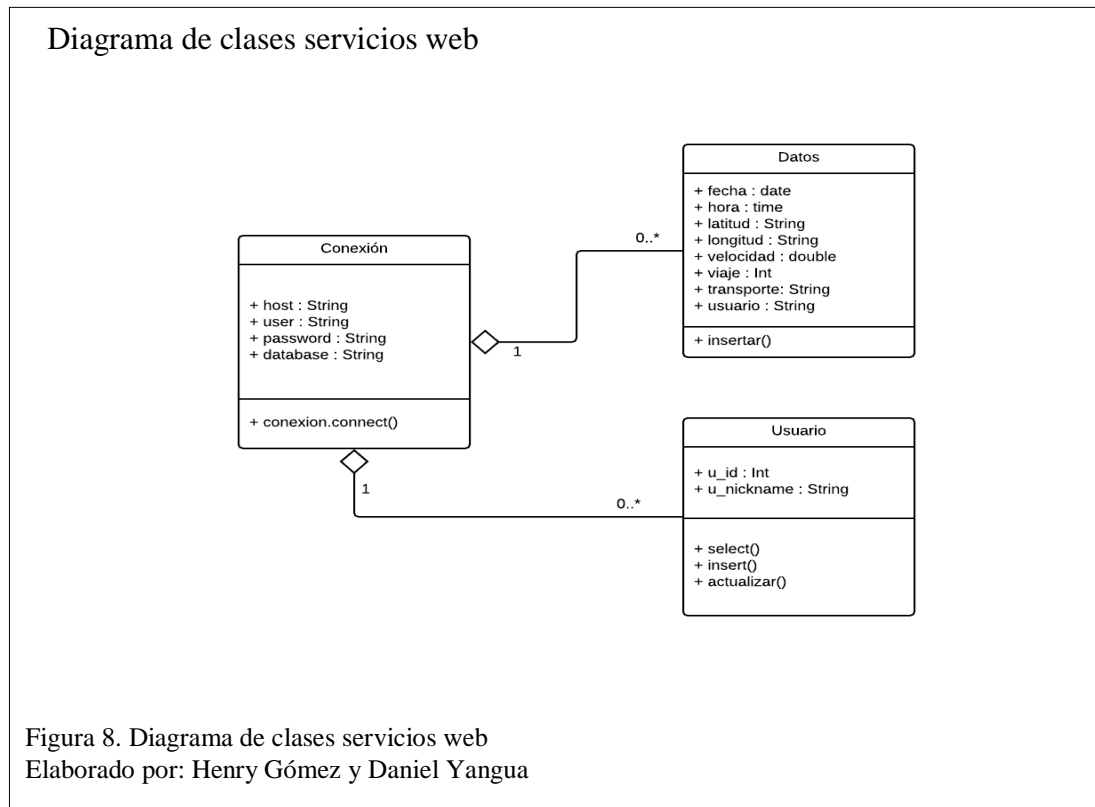 Diagrama de clases servicios web
Conexión
+ host : String
+ user : String
+ password : String
+ database : String
+ conexion.connect()
1
0..*
Datos
+ fecha : date
+ hora : time
+ latitud : String
+ longitud : String
+ velocidad : double
+ viaje : Int
+ transporte: String
+ usuario : String
+ insertar()
1
0..*
Usuario
+ u_id : Int
+ u_nickname : String
+ select()
+ insert()
+ actualizar()
Figura 8. Diagrama de clases servicios web
Elaborado por: Henry Gómez y Daniel Yangua